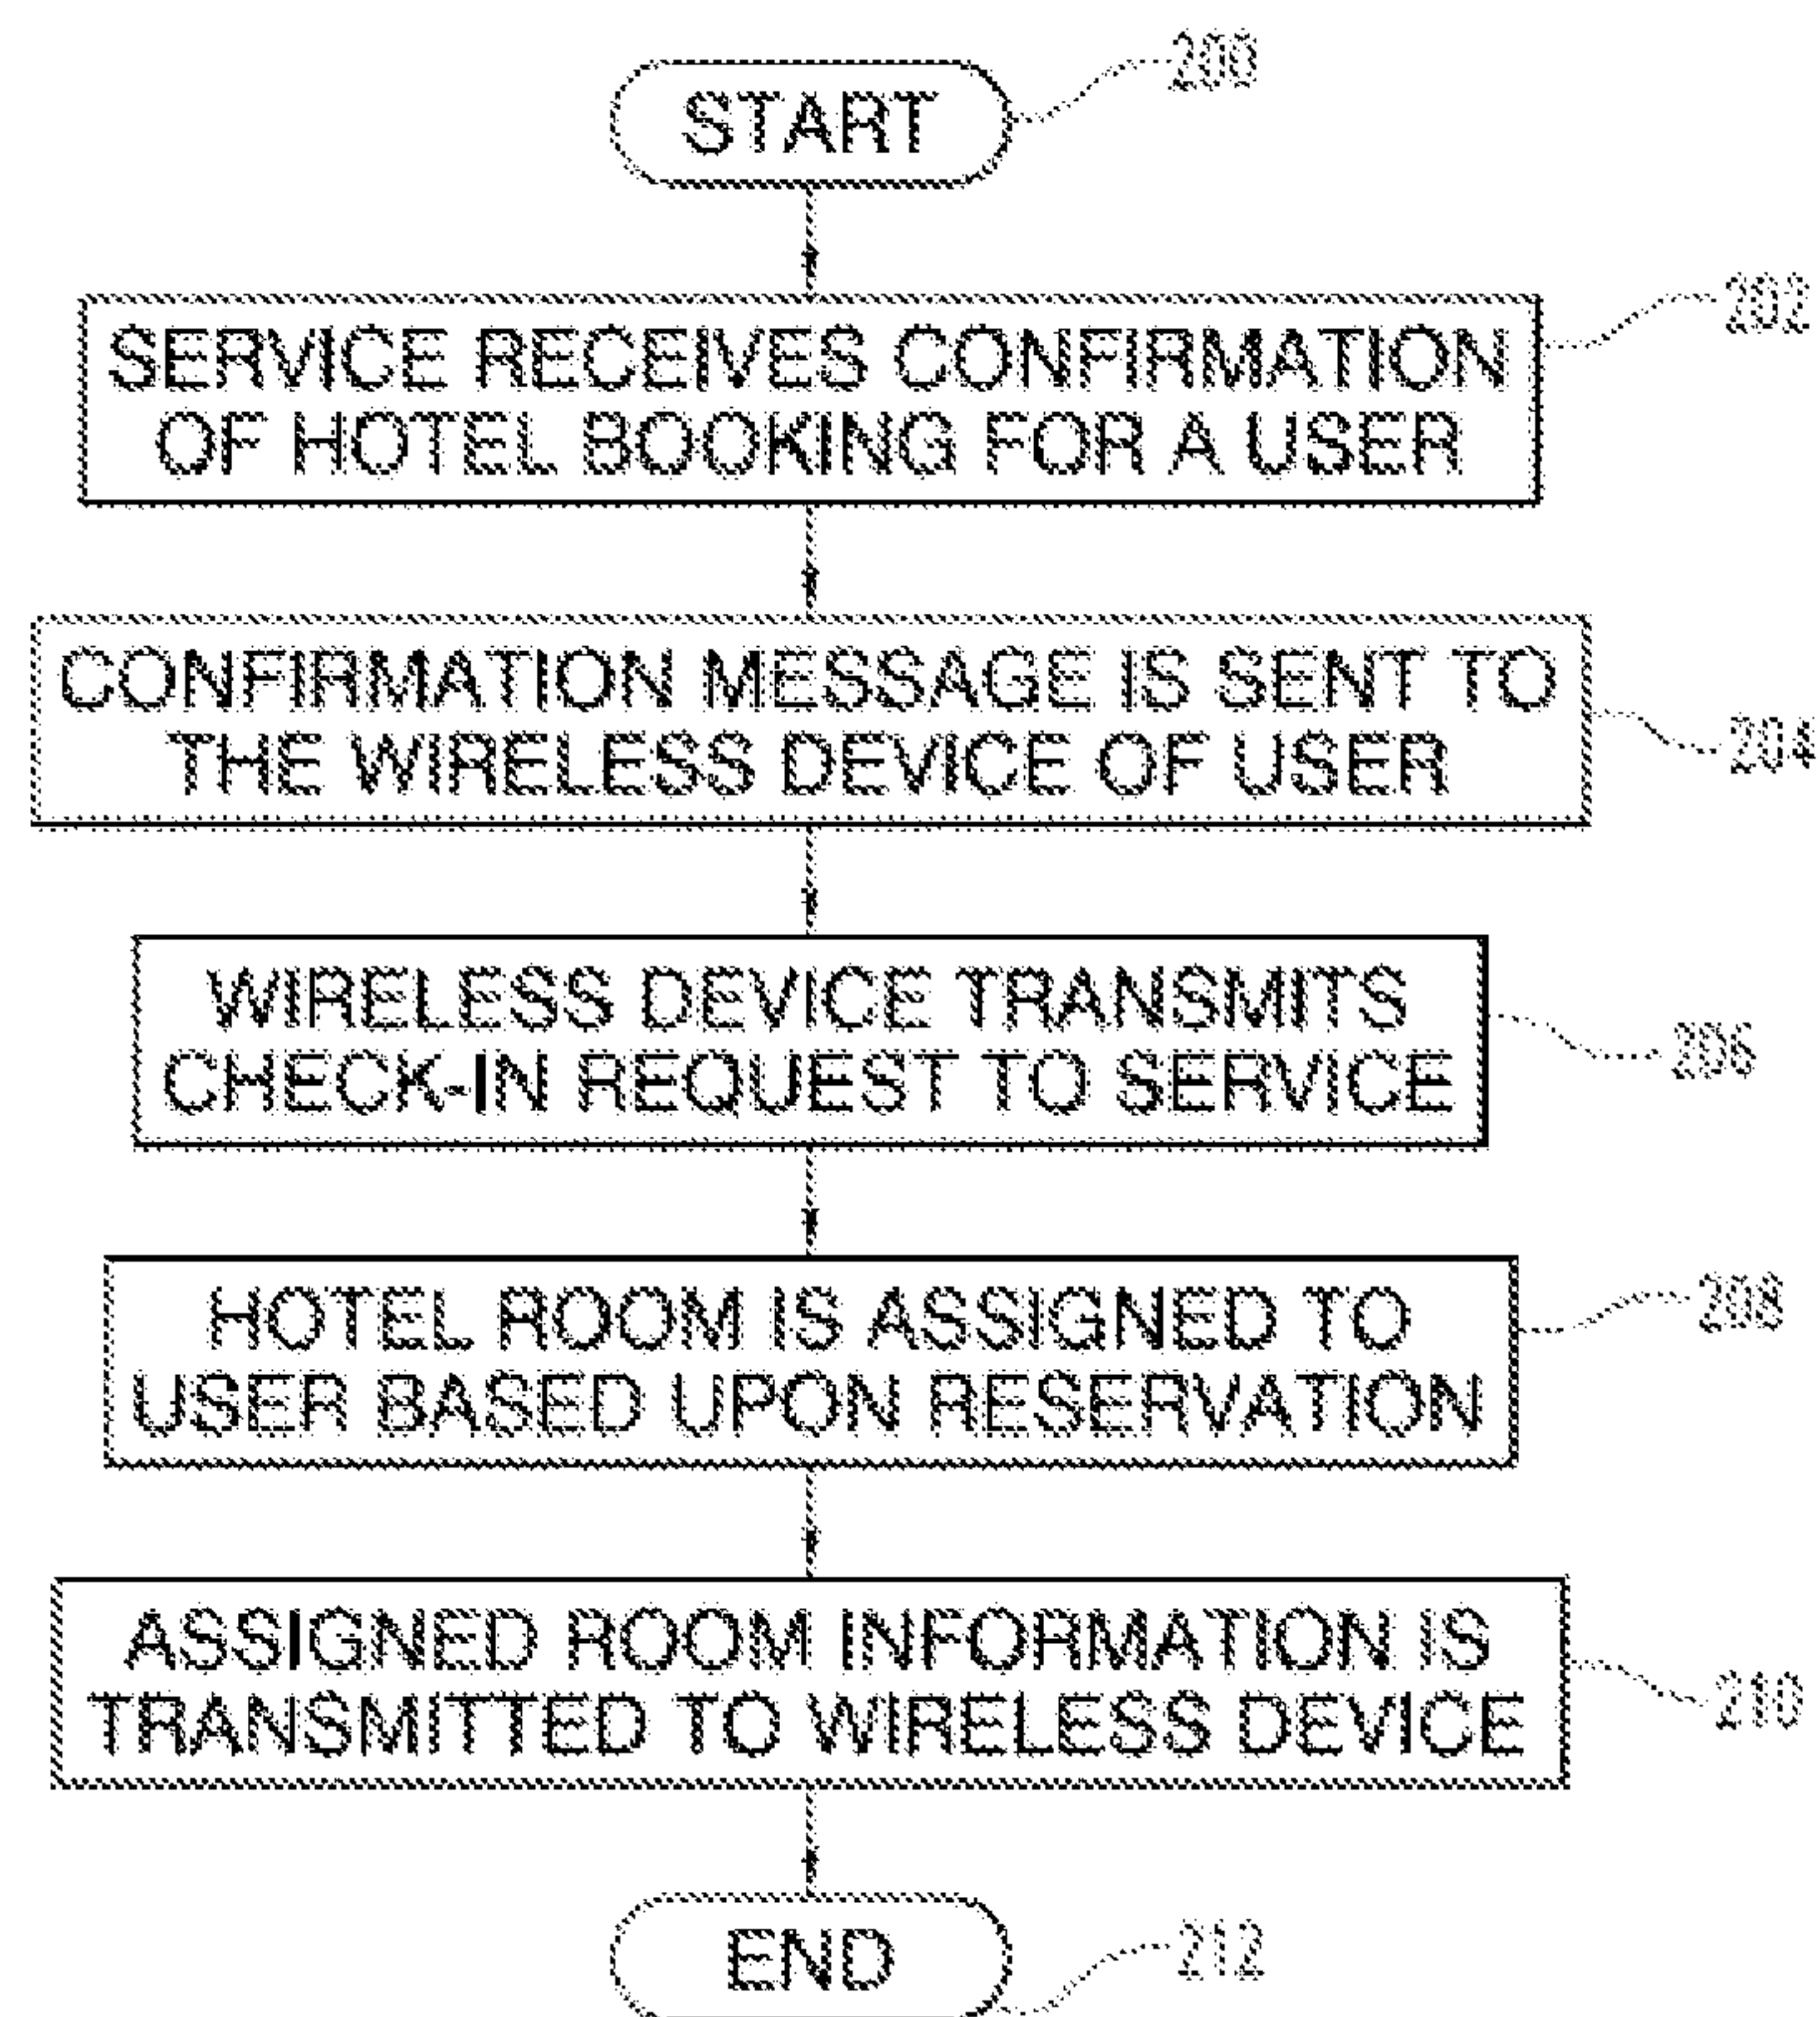 START
200
SERVICE RECEIVES CONFIRMATION
OF HOTEL BOOKING FOR A USER
202
CONFIRMATION MESSAGE IS SENT TO
THE WIRELESS DEVICE OF USER
204
WIRELESS DEVICE TRANSMITS
CHECK-IN REQUEST TO SERVICE
206
HOTEL ROOM IS ASSIGNED TO
USER BASED UPON RESERVATION
208
ASSIGNED ROOM INFORMATION IS
TRANSMITTED TO WIRELESS DEVICE
210
END
212